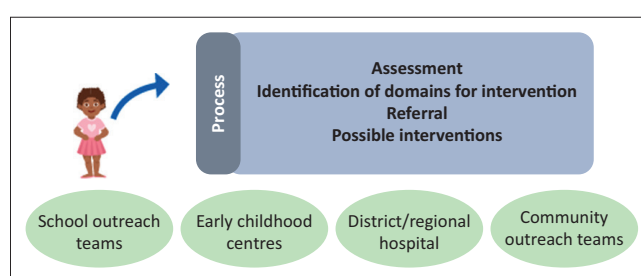 Process
Assessment
Identification of domains for intervention
Referral
Possible interventions
School outreach
teams
Early childhood
centres
District/regional
hospital
Community
outreach teams